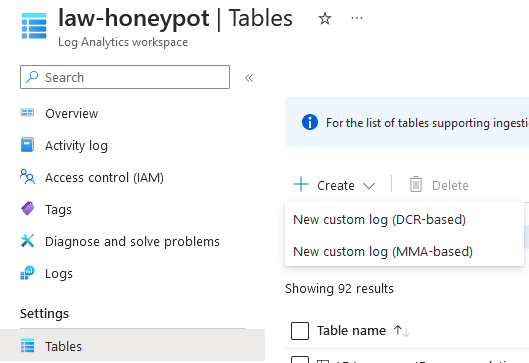 law-honeypot | Tables ☆ ...
Log Analytics workspace
Search
Overview
Activity log
Access control (IAM)
Tags
Diagnose and solve problems
Logs
Settings
Tables
For the list of tables supporting ingesti
Create
Delete
New custom log (DCR-based)
New custom log (MMA-based)
Showing 92 results
Table name ↑↓